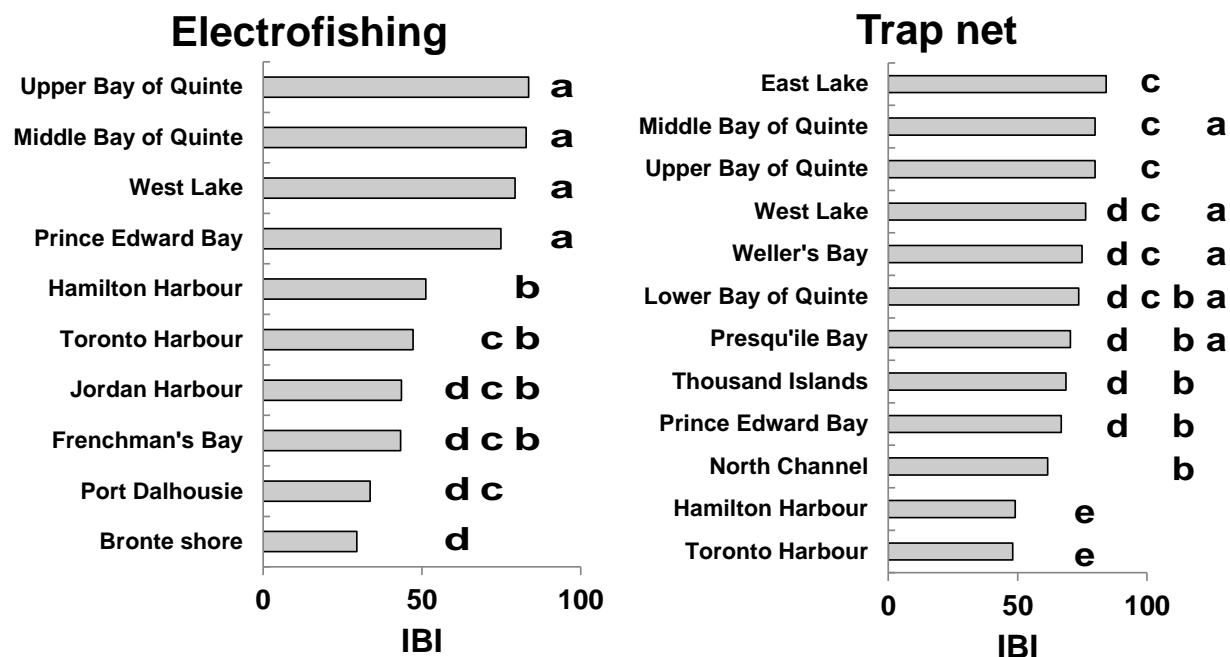 Electrofishing
Upper Bay of Quinte a
Middle Bay of Quinte a
West Lake a
Prince Edward Bay a
Hamilton Harbour b
Toronto Harbour c b
Jordan Harbour d c b
Frenchman's Bay d c b
Port Dalhousie d c
Bronte shore d
0 50 100
IBI
Trap net
East Lake c
Middle Bay of Quinte c a
Upper Bay of Quinte c
West Lake d c a
Weller's Bay d c a
Lower Bay of Quinte d c b a
Presqu'ile Bay d b a
Thousand Islands d b
Prince Edward Bay d b
North Channel b
Hamilton Harbour e
Toronto Harbour e
0 50 100
IBI